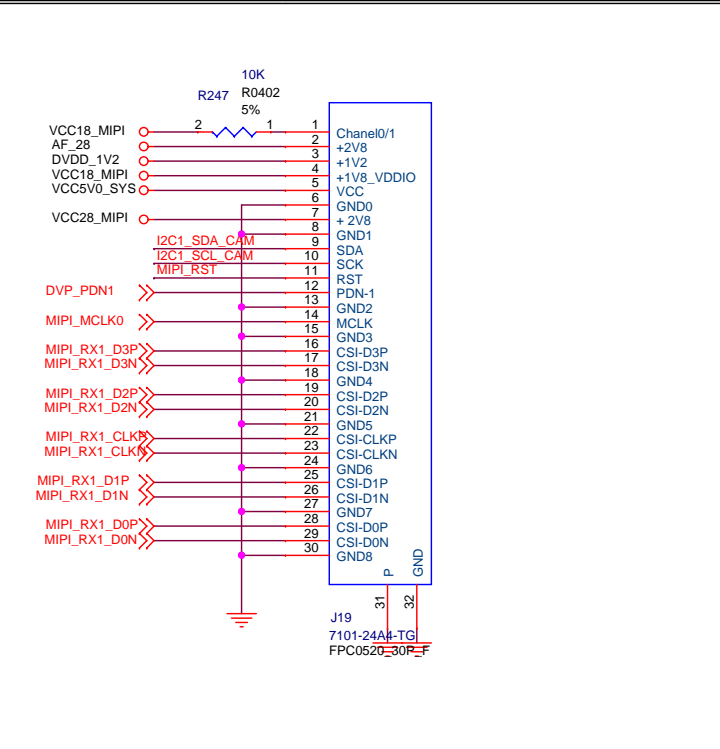 10K
R247 R0402
5%
VCC18_MIPI 2 1 1 Chanel0/1
AF_28 2 +2V8
DVDD_1V2 3 +1V2
VCC18_MIPI 4 +1V8_VDDIO
VCC5V0_SYS 5 VCC
6 GND0
VCC28_MIPI 7 + 2V8
8 GND1
I2C1_SDA_CAM 9 SDA
I2C1_SCL_CAM 10 SCK
MIPI_RST 11 RST
DVP_PDN1 12 PDN-1
13 GND2
MIPI_MCLK0 14 MCLK
15 GND3
MIPI_RX1_D3P 16 CSI-D3P
MIPI_RX1_D3N 17 CSI-D3N
18 GND4
MIPI_RX1_D2P 19 CSI-D2P
MIPI_RX1_D2N 20 CSI-D2N
21 GND5
MIPI_RX1_CLKP 22 CSI-CLKP
MIPI_RX1_CLKN 23 CSI-CLKN
24 GND6
MIPI_RX1_D1P 25 CSI-D1P
MIPI_RX1_D1N 26 CSI-D1N
27 GND7
MIPI_RX1_D0P 28 CSI-D0P
MIPI_RX1_D0N 29 CSI-D0N
30 GND8
P GND
31 32
J19
7101-24A4-TG
FPC0520_30P_F